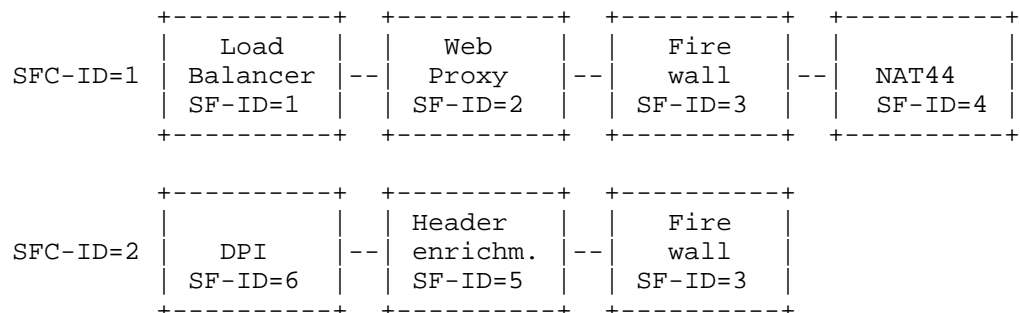 Load Web Fire
SFC-ID=1 Balancer -- Proxy -- wall -- NAT44
SF-ID=1 SF-ID=2 SF-ID=3 SF-ID=4
Header Fire
SFC-ID=2 DPI -- enrichm. -- wall
SF-ID=6 SF-ID=5 SF-ID=3